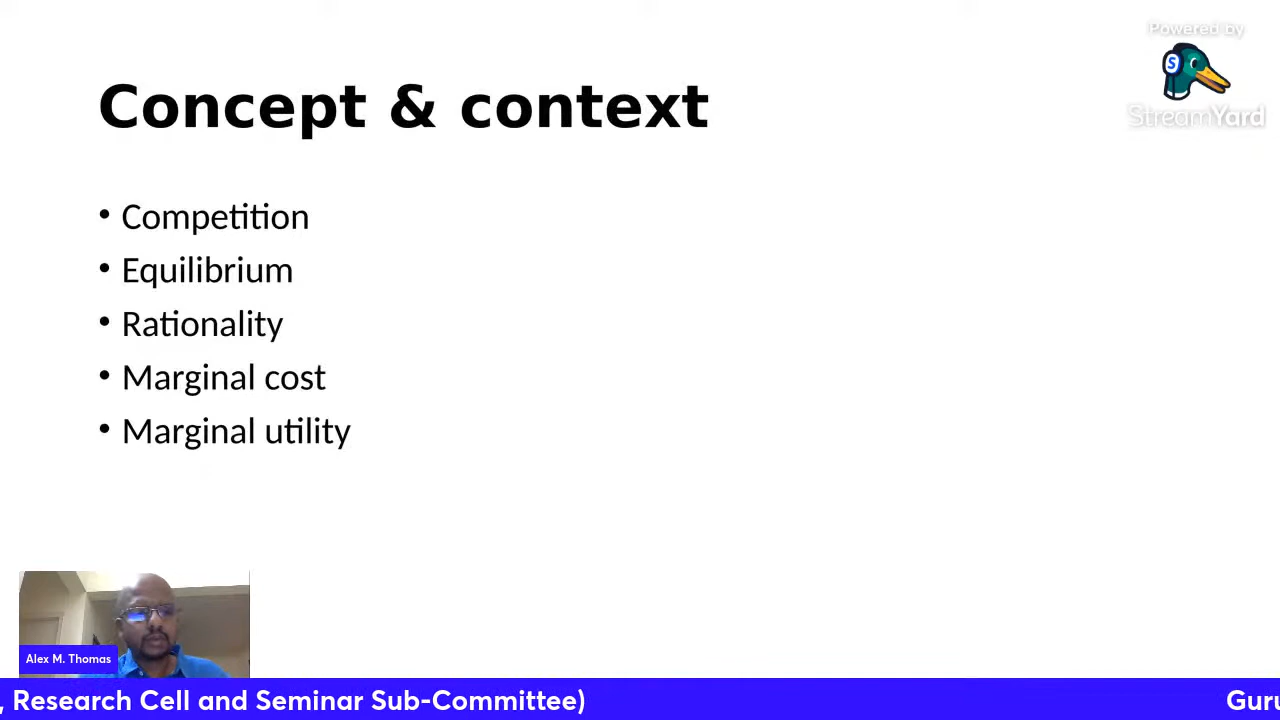 Powered by
S
StreamYard
Concept & context
• Competition
• Equilibrium
• Rationality
• Marginal cost
• Marginal utility
Alex M. Thomas
, Research Cell and Seminar Sub-Committee)
Guru